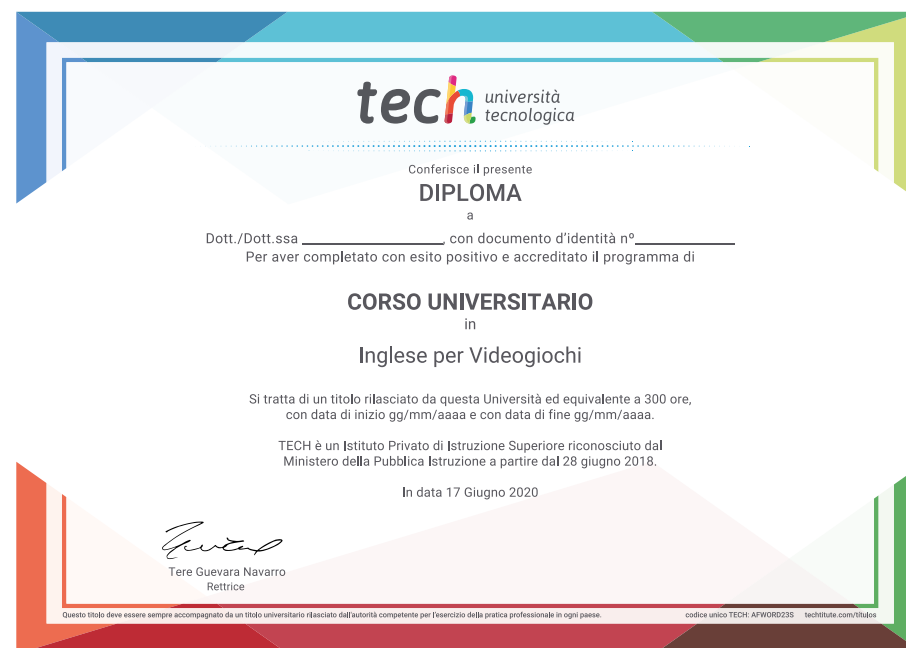 tech università
tecnologica
Conferisce il presente
DIPLOMA
a
Dott./Dott.ssa ____________________, con documento d'identità nº______________
Per aver completato con esito positivo e accreditato il programma di
CORSO UNIVERSITARIO
in
Inglese per Videogiochi
Si tratta di un titolo rilasciato da questa Università ed equivalente a 300 ore,
con data di inizio gg/mm/aaaa e con data di fine gg/mm/aaaa.
TECH è un Istituto Privato di Istruzione Superiore riconosciuto dal
Ministero della Pubblica Istruzione a partire dal 28 giugno 2018.
In data 17 Giugno 2020
Tere Guevara Navarro
Rettrice
Questo titolo deve essere sempre accompagnato da un titolo universitario rilasciato dall'autorità competente per l'esercizio della pratica professionale in ogni paese. codice unico TECH: AFWORD23S techtitute.com/titulos